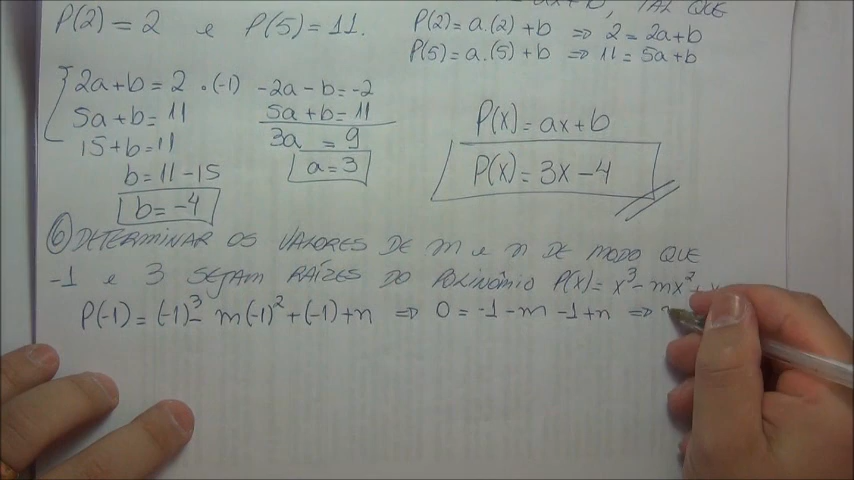 ax+b, TAL QUE
P(2) = 2 e P(5) = 11.
P(2) = a.(2)+b ⇒ 2 = 2a+b
P(5) = a.(5)+b ⇒ 11 = 5a+b
2a+b = 2 .(-1) -2a-b = -2
5a+b = 11 5a+b = 11
15+b = 11 3a = 9
b = 11-15 a = 3
b = -4
P(x) = ax+b
P(x) = 3x-4
6 DETERMINAR OS VALORES DE m e n DE MODO QUE
-1 e 3 SEJAM RAÍZES DO POLINÔMIO P(x) = x³ - mx² + x
P(-1) = (-1)³ - m(-1)² + (-1) + n ⇒ 0 = -1 - m - 1 + n ⇒